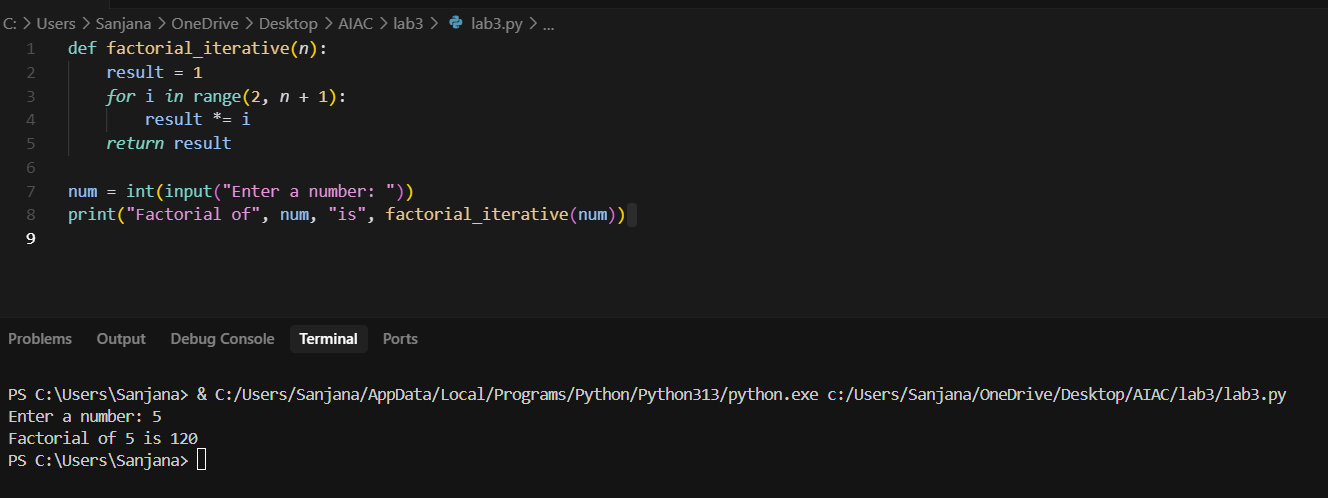 C: > Users > Sanjana > OneDrive > Desktop > AIAC > lab3 > lab3.py > ...
1 def factorial_iterative(n):
2     result = 1
3     for i in range(2, n + 1):
4         result *= i
5     return result
6
7 num = int(input("Enter a number: "))
8 print("Factorial of", num, "is", factorial_iterative(num))
9
Problems Output Debug Console Terminal Ports
PS C:\Users\Sanjana> & C:/Users/Sanjana/AppData/Local/Programs/Python/Python313/python.exe c:/Users/Sanjana/OneDrive/Desktop/AIAC/lab3/lab3.py
Enter a number: 5
Factorial of 5 is 120
PS C:\Users\Sanjana>